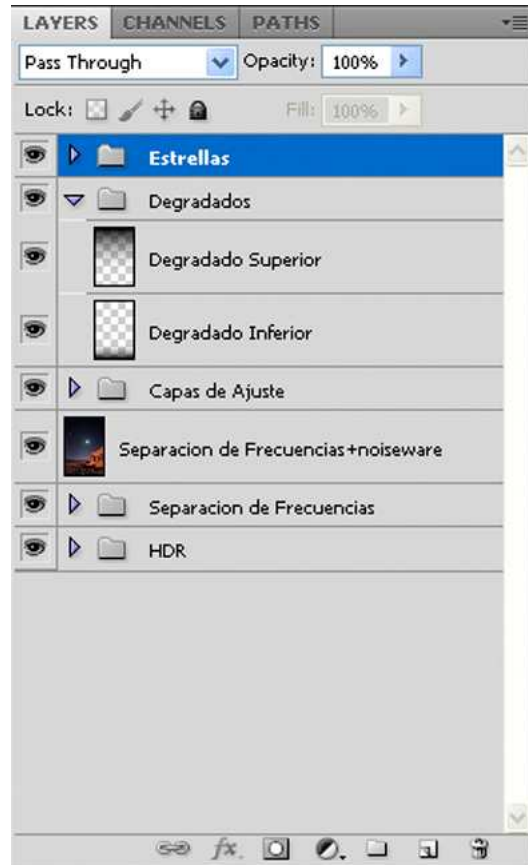 LAYERS CHANNELS PATHS
Pass Through Opacity: 100%
Lock: Fill: 100%
Estrellas
Degradados
Degradado Superior
Degradado Inferior
Capas de Ajuste
Separacion de Frecuencias+noiseware
Separacion de Frecuencias
HDR
fx.